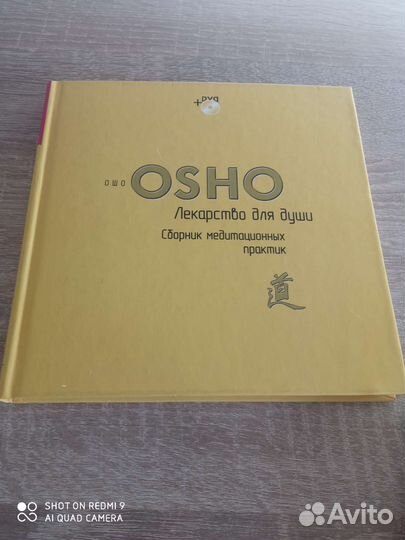 +DVD
ошо OSHO
Лекарство для души
Сборник медитационных
практик
道
SHOT ON REDMI 9
AI QUAD CAMERA
Avito